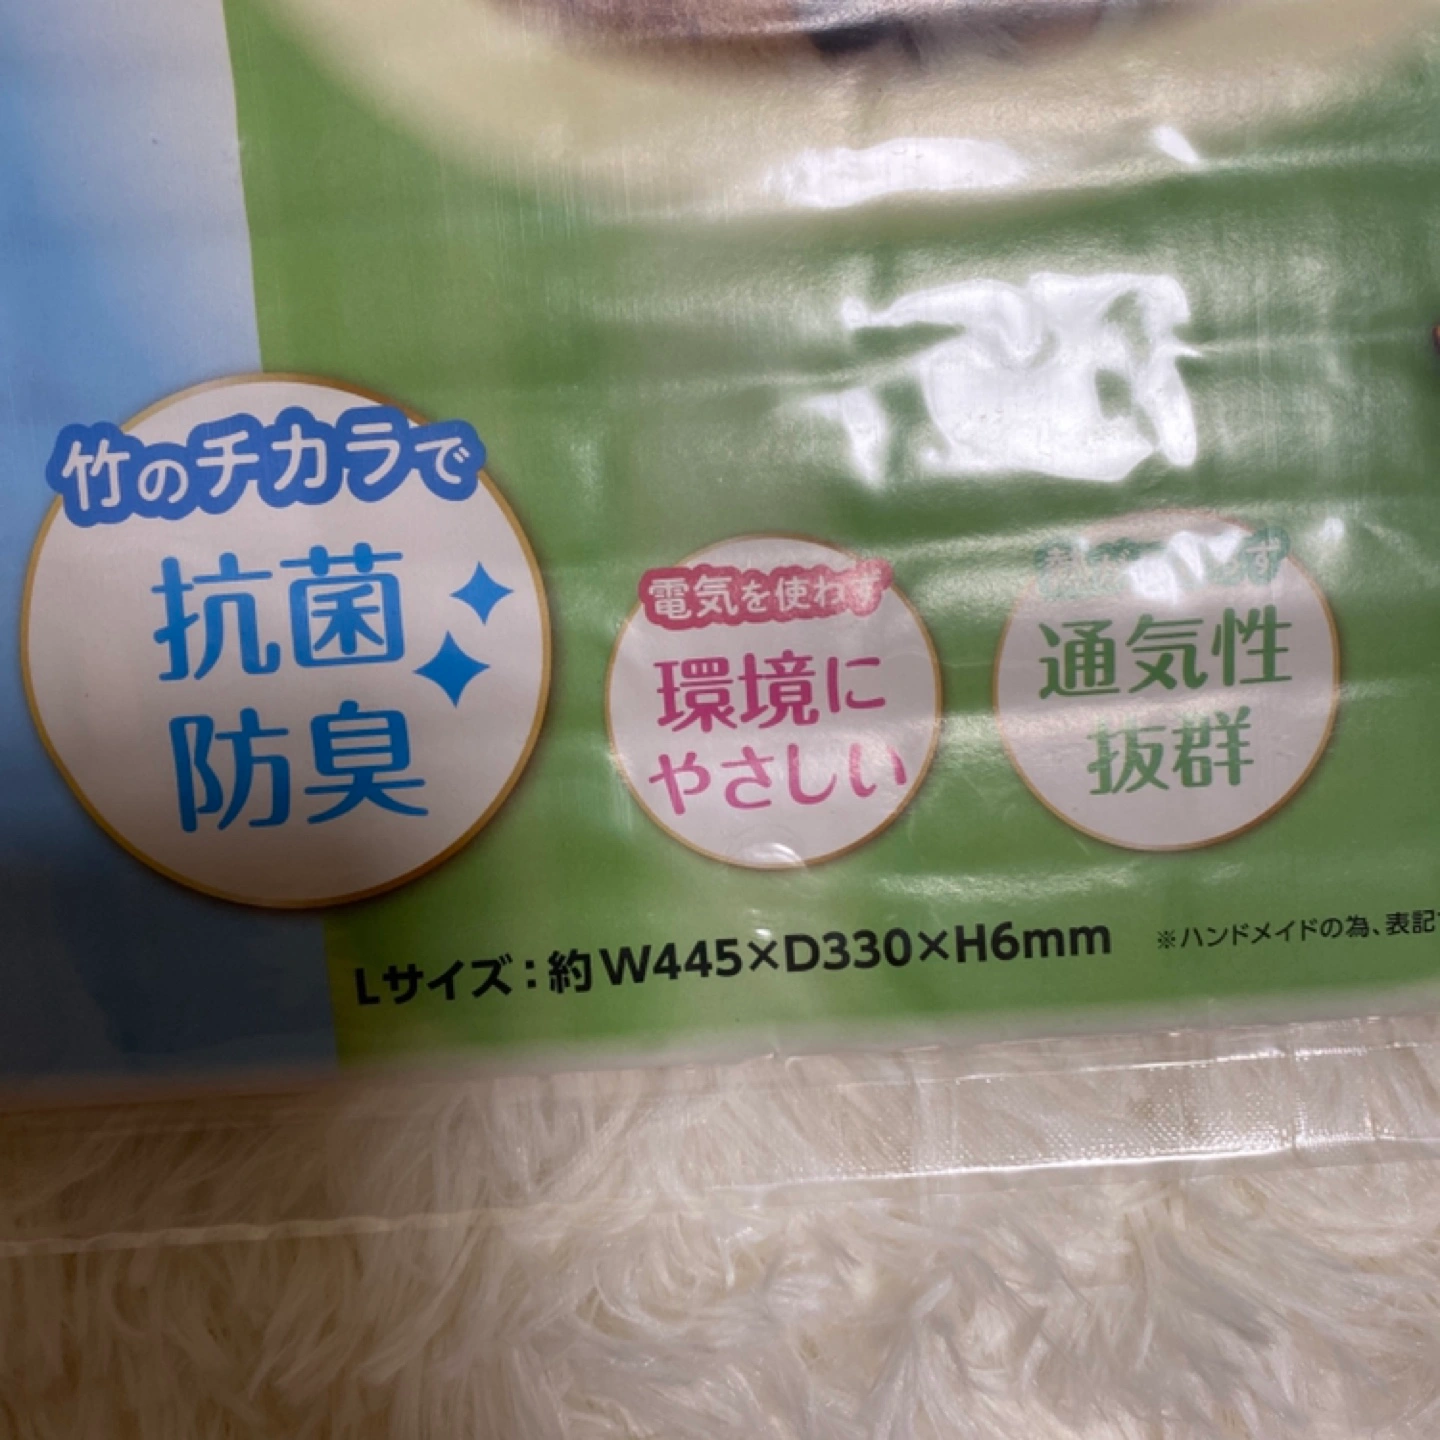 竹のチカラで
抗菌
防臭
電気を使わず
環境に
やさしい
通気性
抜群
Lサイズ：約W445×D330×H6mm
※ハンドメイドの為、表記